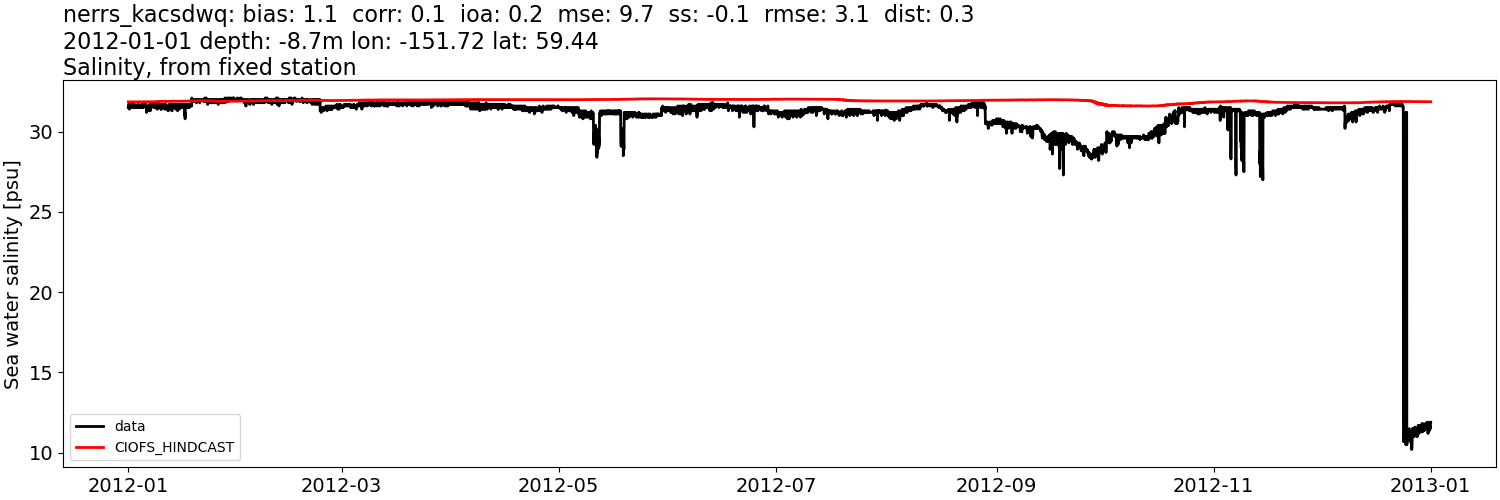 nerrs_kacsdwq: bias: 1.1  corr: 0.1  ioa: 0.2  mse: 9.7  ss: -0.1  rmse: 3.1  dist: 0.3
2012-01-01 depth: -8.7m lon: -151.72 lat: 59.44
Salinity, from fixed station
Sea water salinity [psu]
30
25
20
15
10
data
CIOFS_HINDCAST
2012-01
2012-03
2012-05
2012-07
2012-09
2012-11
2013-01